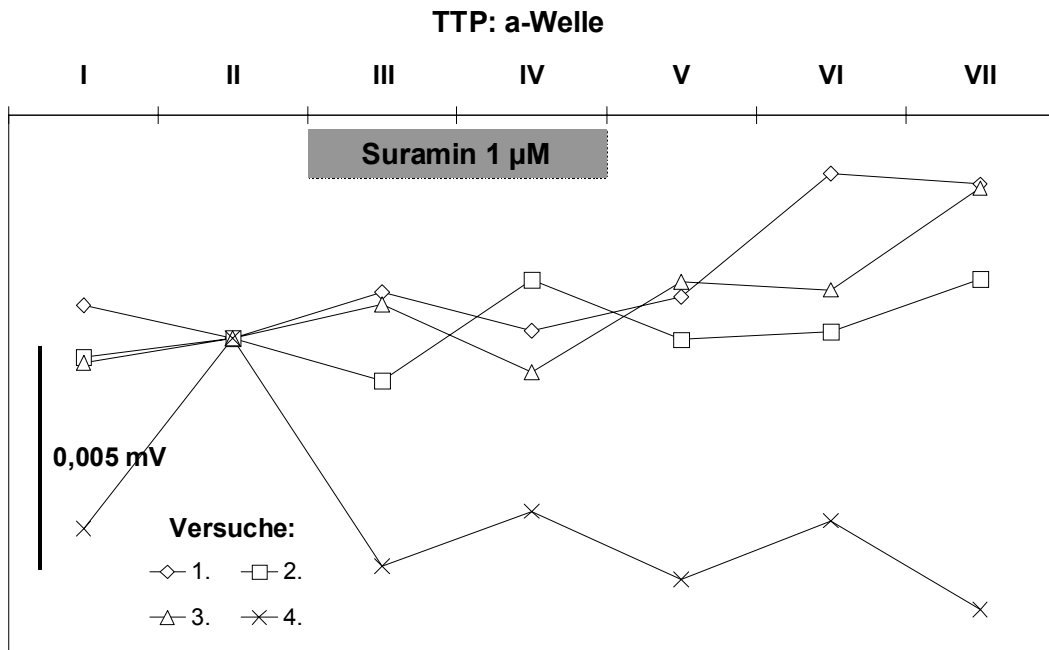 TTP: a-Welle
I II III IV V VI VII
Suramin 1 µM
0,005 mV
Versuche:
1. 2.
3. 4.